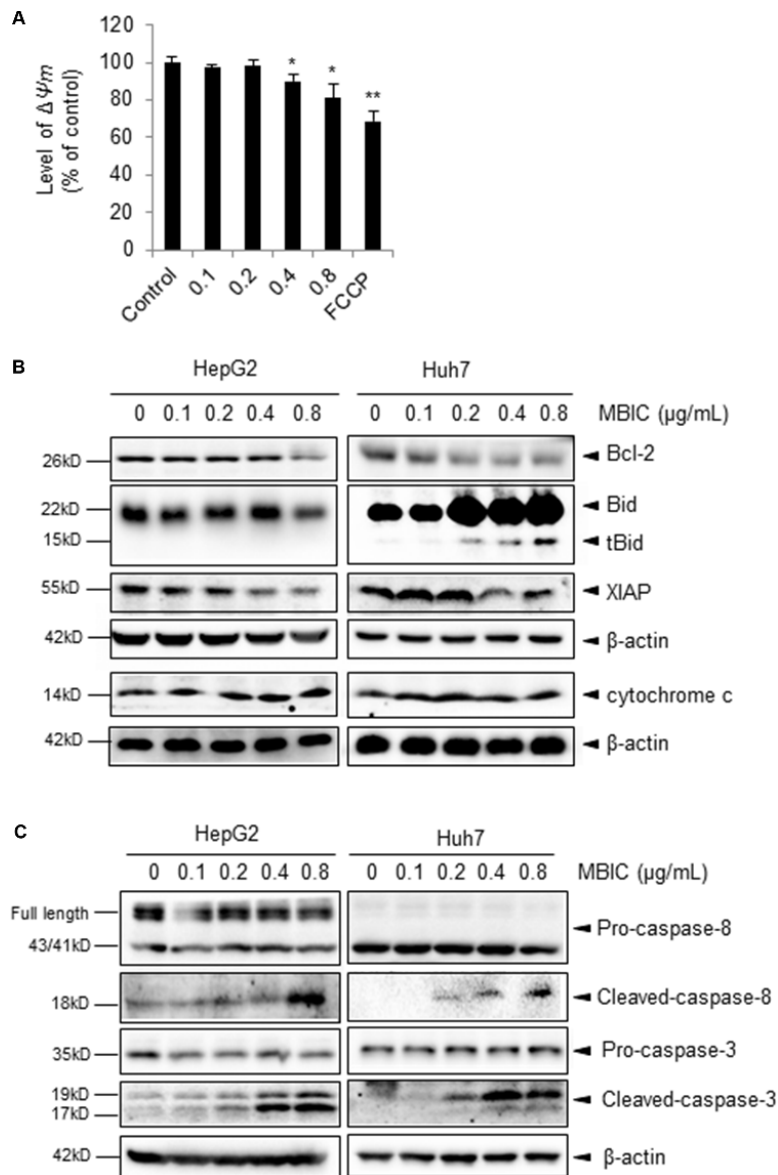 A
Level of ΔΨm
(% of control)
120
100
80
60
40
20
0
* * **
Control 0.1 0.2 0.4 0.8 FCCP
B
HepG2 Huh7
0 0.1 0.2 0.4 0.8 0 0.1 0.2 0.4 0.8 MBIC (µg/mL)
26kD Bcl-2
22kD Bid
15kD tBid
55kD XIAP
42kD β-actin
14kD cytochrome c
42kD β-actin
C
HepG2 Huh7
0 0.1 0.2 0.4 0.8 0 0.1 0.2 0.4 0.8 MBIC (µg/mL)
Full length
Pro-caspase-8
43/41kD
18kD Cleaved-caspase-8
35kD Pro-caspase-3
19kD
Cleaved-caspase-3
17kD
42kD β-actin